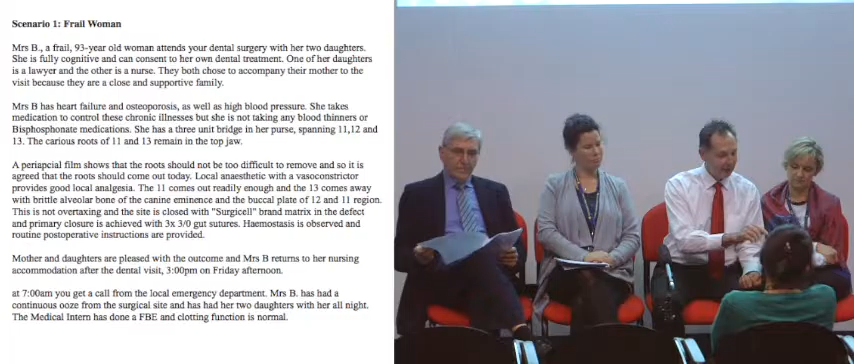 Scenario 1: Frail Woman
Mrs B., a frail, 93-year old woman attends your dental surgery with her two daughters.
She is fully cognitive and can consent to her own dental treatment. One of her daughters
is a lawyer and the other is a nurse. They both chose to accompany their mother to the
visit because they are a close and supportive family.
Mrs B has heart failure and osteoporosis, as well as high blood pressure. She takes
medication to control these chronic illnesses but she is not taking any blood thinners or
Bisphosphonate medications. She has a three unit bridge in her purse, spanning 11,12 and
13. The carious roots of 11 and 13 remain in the top jaw.
A periapcial film shows that the roots should not be too difficult to remove and so it is
agreed that the roots should come out today. Local anaesthetic with a vasoconstrictor
provides good local analgesia. The 11 comes out readily enough and the 13 comes away
with brittle alveolar bone of the canine eminence and the buccal plate of 12 and 11 region.
This is not overtaxing and the site is closed with "Surgicell" brand matrix in the defect
and primary closure is achieved with 3x 3/0 gut sutures. Haemostasis is observed and
routine postoperative instructions are provided.
Mother and daughters are pleased with the outcome and Mrs B returns to her nursing
accommodation after the dental visit, 3:00pm on Friday afternoon.
at 7:00am you get a call from the local emergency department. Mrs B. has had a
continuous ooze from the surgical site and has had her two daughters with her all night.
The Medical Intern has done a FBE and clotting function is normal.